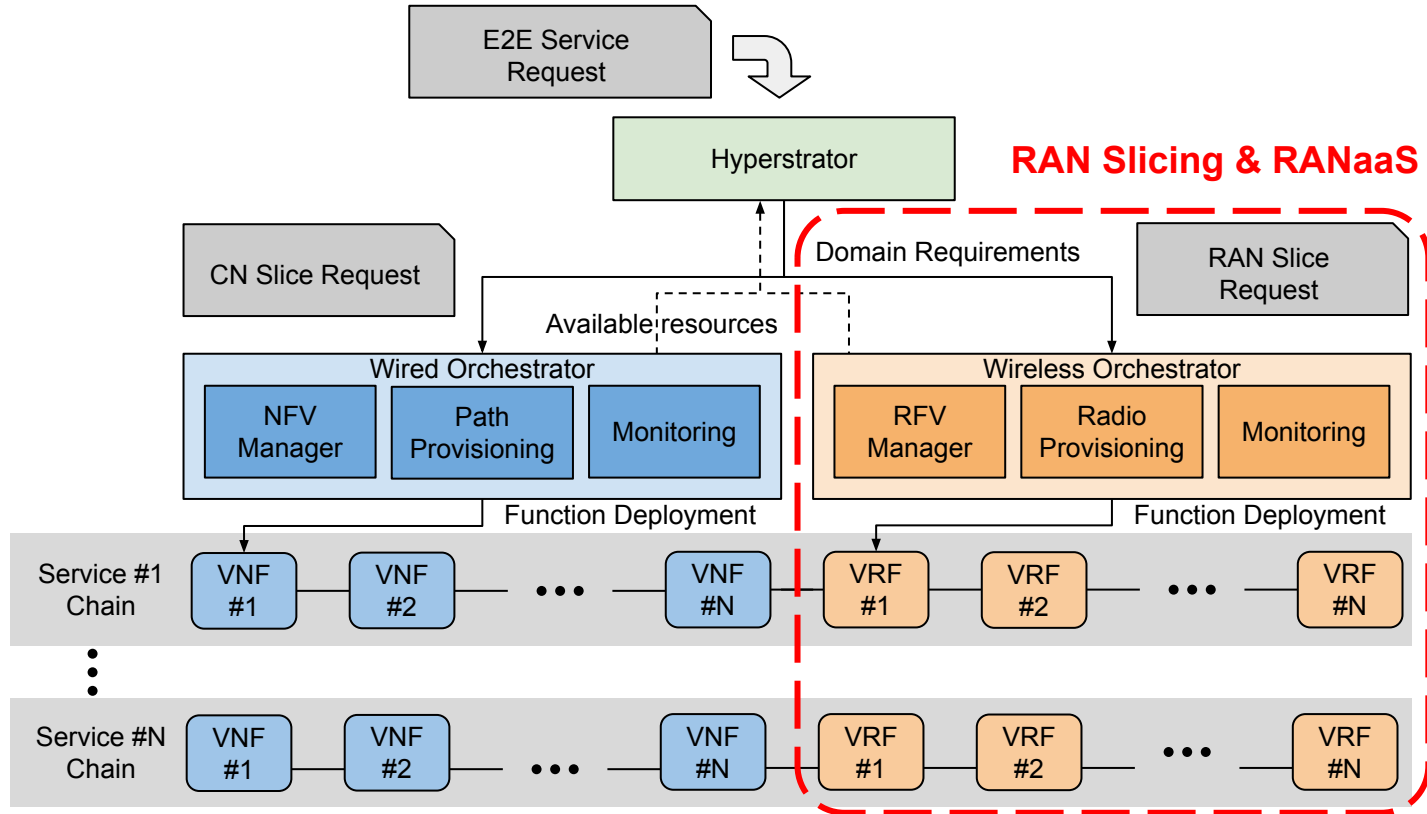 E2E Service
Request
Hyperstrator
RAN Slicing & RANaaS
CN Slice Request
Domain Requirements
RAN Slice
Request
Available resources
Wired Orchestrator
NFV
Manager
Path
Provisioning
Monitoring
Wireless Orchestrator
RFV
Manager
Radio
Provisioning
Monitoring
Function Deployment
Function Deployment
Service #1
Chain
VNF
#1
VNF
#2
VNF
#N
VRF
#1
VRF
#2
VRF
#N
Service #N
Chain
VNF
#1
VNF
#2
VNF
#N
VRF
#1
VRF
#2
VRF
#N